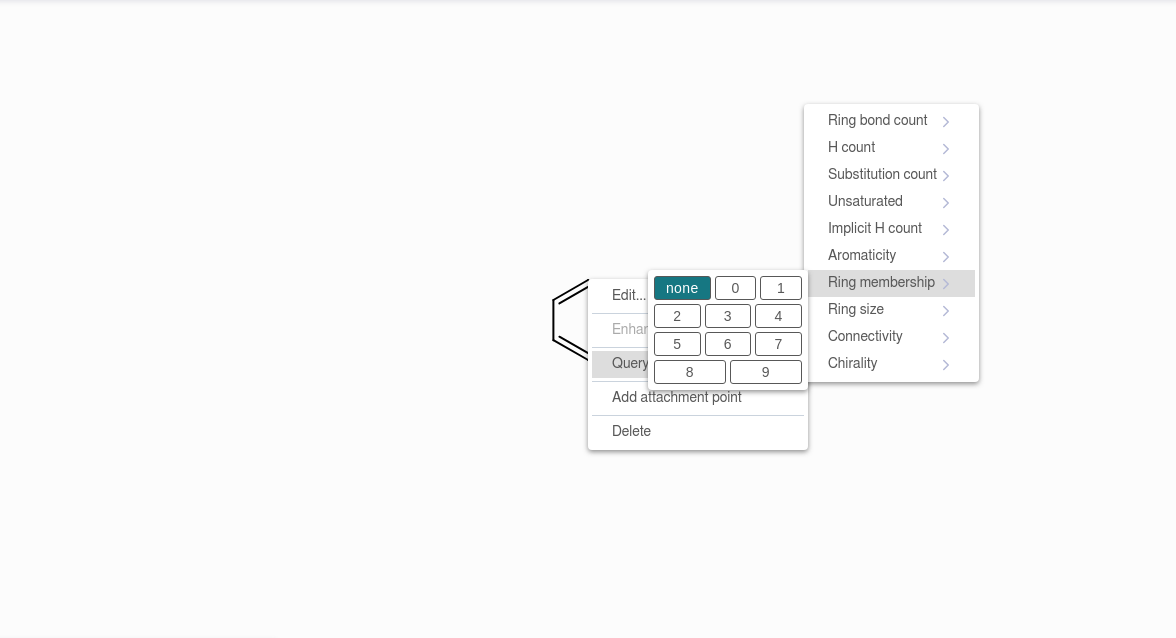 Ring bond count
H count
Substitution count
Unsaturated
Implicit H count
Aromaticity
Ring membership
Ring size
Connectivity
Chirality
none 0 1
2 3 4
5 6 7
8 9
Edit...
Enhan
Query
Add attachment point
Delete